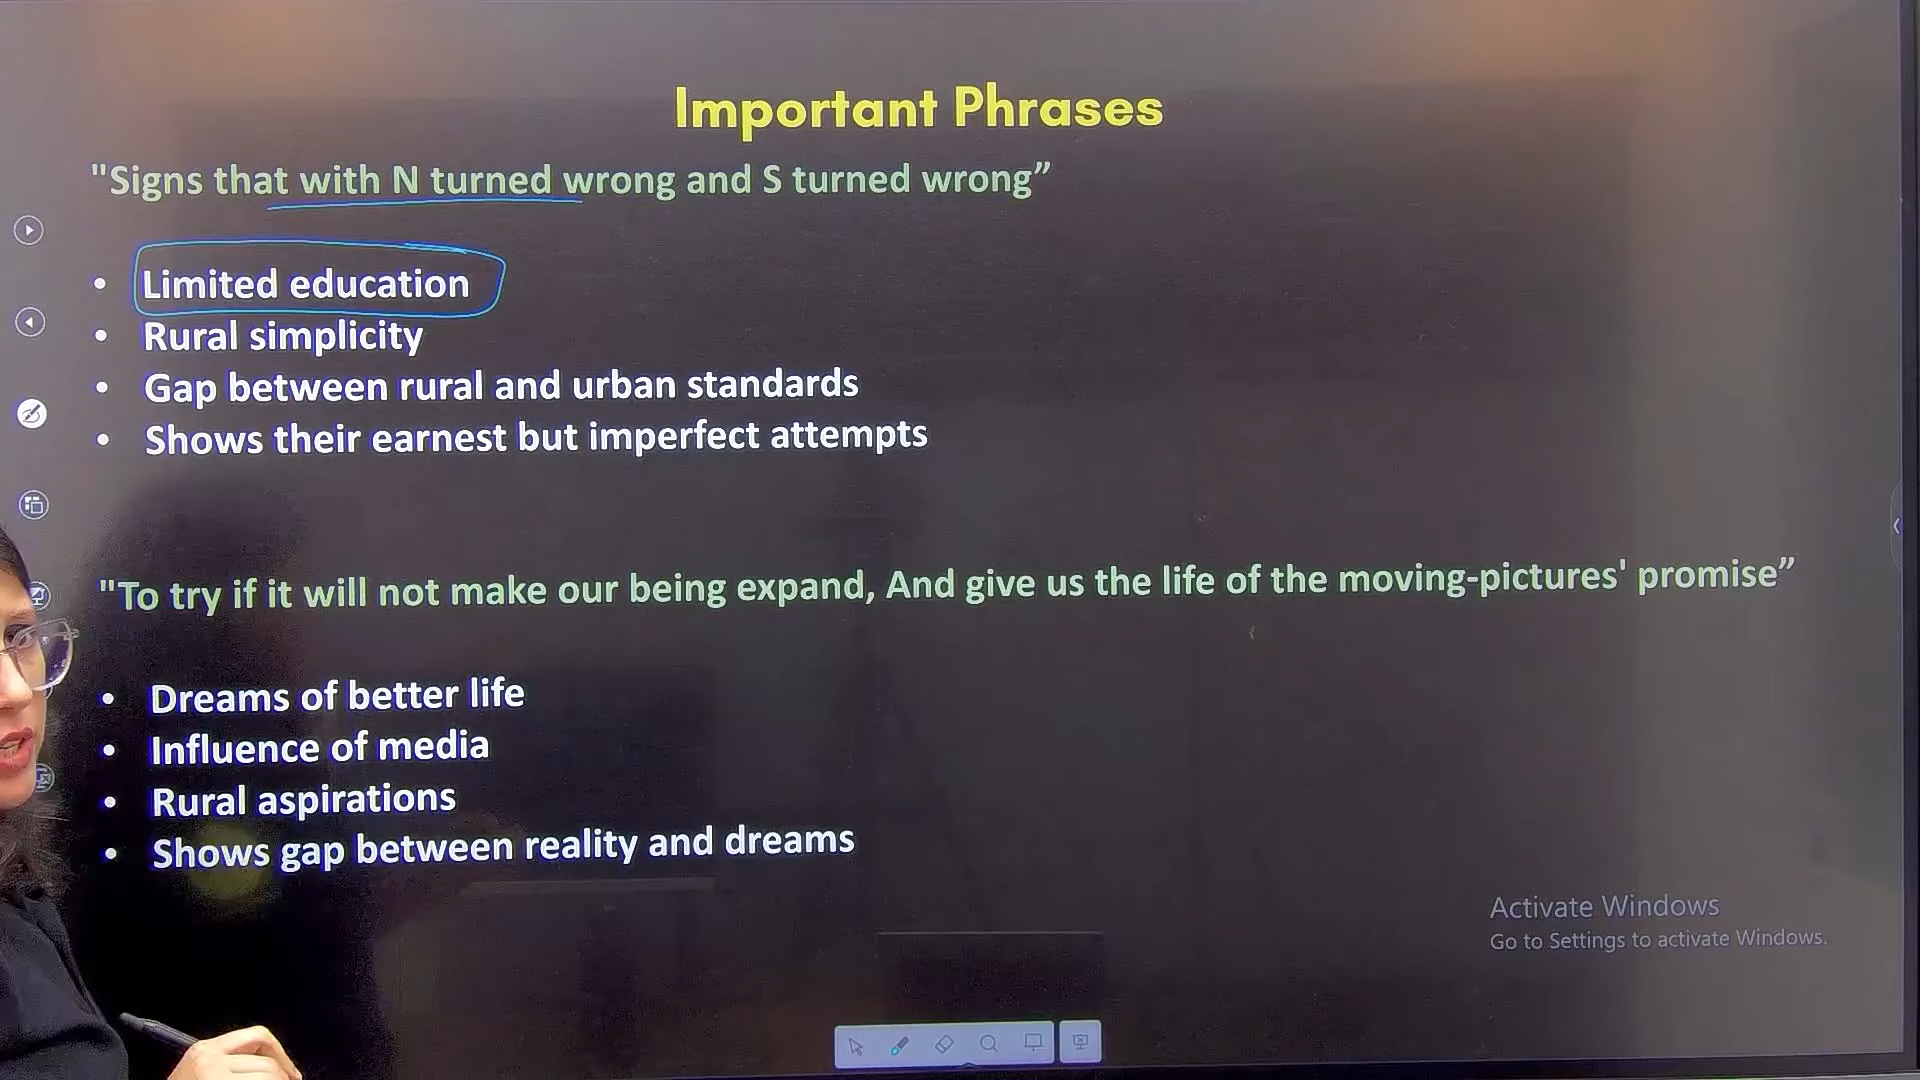 Important Phrases
"Signs that with N turned wrong and S turned wrong”
• Limited education
• Rural simplicity
• Gap between rural and urban standards
• Shows their earnest but imperfect attempts
"To try if it will not make our being expand, And give us the life of the moving-pictures' promise”
• Dreams of better life
• Influence of media
• Rural aspirations
• Shows gap between reality and dreams
Activate Windows
Go to Settings to activate Windows.